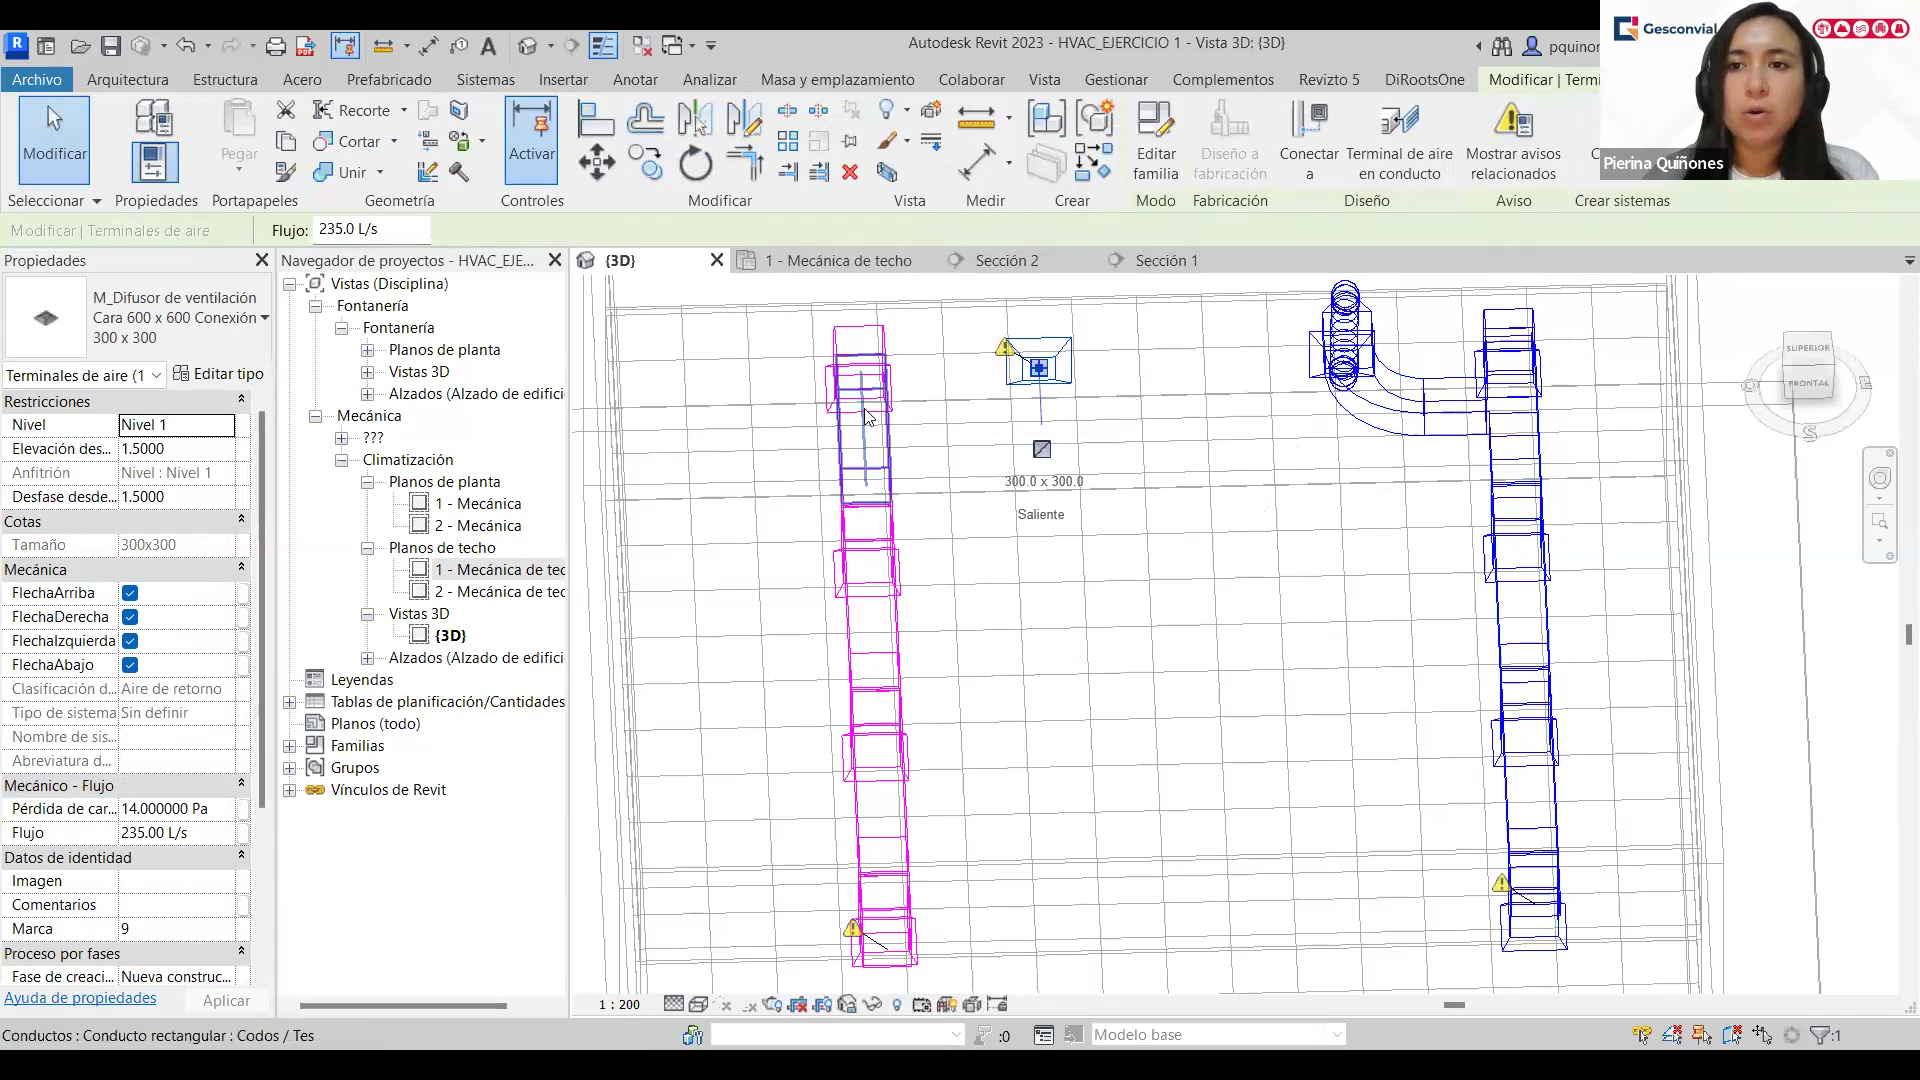 Autodesk Revit 2023 - HVAC_EJERCICIO 1 - Vista 3D: {3D}
pquinor
Gesconvial
Pierina Quiñones
Archivo
Arquitectura
Estructura
Acero
Prefabricado
Sistemas
Insertar
Anotar
Analizar
Masa y emplazamiento
Colaborar
Vista
Gestionar
Complementos
Revizto 5
DiRootsOne
Modificar | Termi
Modificar
Pegar
Recorte
Cortar
Unir
Activar
Editar
familia
Diseño a
fabricación
Conectar
a
Terminal de aire
en conducto
Mostrar avisos
relacionados
C
Seleccionar
Propiedades
Portapapeles
Geometría
Controles
Modificar
Vista
Medir
Crear
Modo
Fabricación
Diseño
Aviso
Crear sistemas
Modificar | Terminales de aire
Flujo:
235.0 L/s
Propiedades
M_Difusor de ventilación
Cara 600 x 600 Conexión
300 x 300
Terminales de aire (1
Editar tipo
Restricciones
Nivel
Nivel 1
Elevación des...
1.5000
Anfitrión
Nivel : Nivel 1
Desfase desde...
1.5000
Cotas
Tamaño
300x300
Mecánica
FlechaArriba
FlechaDerecha
FlechaIzquierda
FlechaAbajo
Clasificación d...
Aire de retorno
Tipo de sistema
Sin definir
Nombre de sis...
Abreviatura d...
Mecánico - Flujo
Pérdida de car...
14.000000 Pa
Flujo
235.00 L/s
Datos de identidad
Imagen
Comentarios
Marca
9
Proceso por fases
Fase de creaci...
Nueva construc...
Ayuda de propiedades
Aplicar
Navegador de proyectos - HVAC_EJE...
Vistas (Disciplina)
Fontanería
Fontanería
Planos de planta
Vistas 3D
Alzados (Alzado de edifici
Mecánica
???
Climatización
Planos de planta
1 - Mecánica
2 - Mecánica
Planos de techo
1 - Mecánica de tec
2 - Mecánica de tec
Vistas 3D
{3D}
Alzados (Alzado de edifici
Leyendas
Tablas de planificación/Cantidades
Planos (todo)
Familias
Grupos
Vínculos de Revit
{3D}
1 - Mecánica de techo
Sección 2
Sección 1
300.0 x 300.0
Saliente
SUPERIOR
FRONTAL
S
1 : 200
Conductos : Conducto rectangular : Codos / Tes
:0
Modelo base
:1